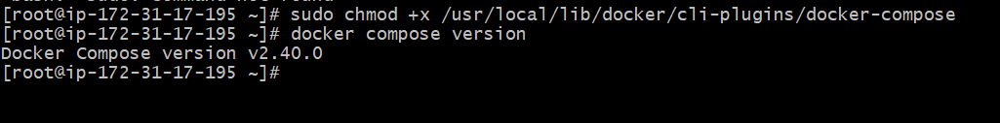 [root@ip-172-31-17-195 ~]# sudo chmod +x /usr/local/lib/docker/cli-plugins/docker-compose
[root@ip-172-31-17-195 ~]# docker compose version
Docker Compose version v2.40.0
[root@ip-172-31-17-195 ~]#